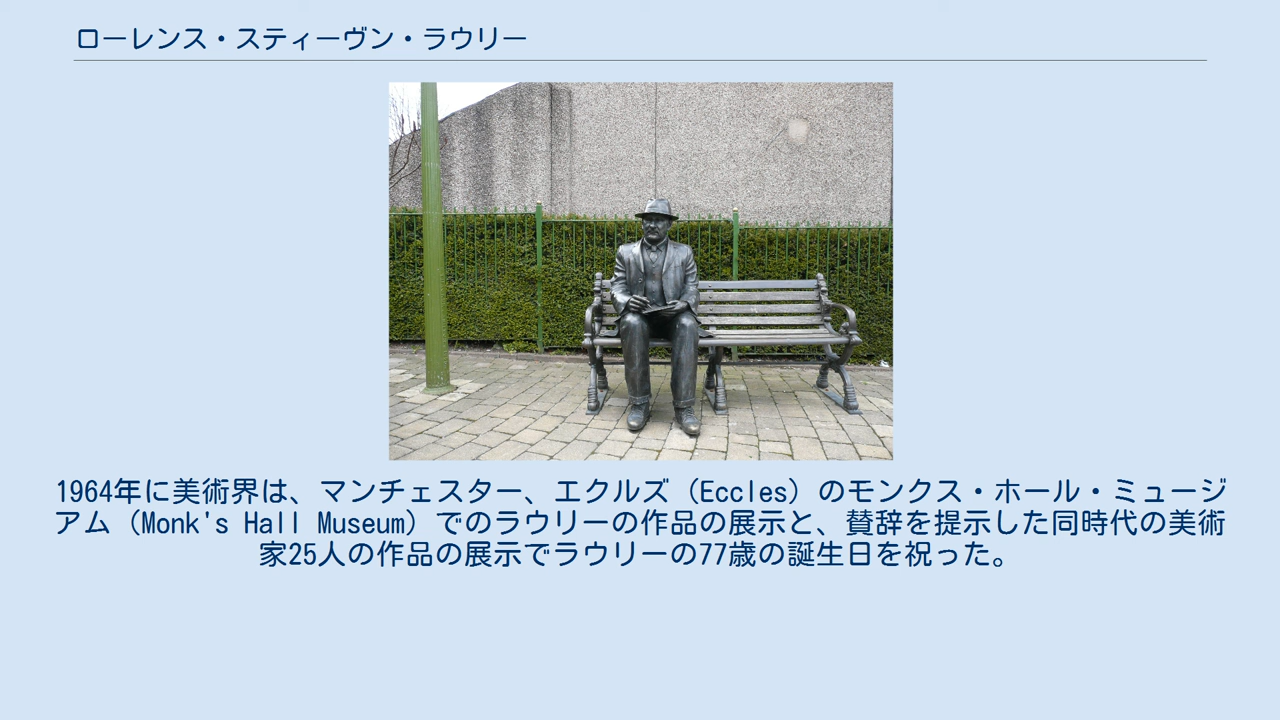 ローレンス・スティーヴン・ラウリー
1964年に美術界は、マンチェスター、エクルズ（Eccles）のモンクス・ホール・ミュージ
アム（Monk's Hall Museum）でのラウリーの作品の展示と、賛辞を提示した同時代の美術
家25人の作品の展示でラウリーの77歳の誕生日を祝った。